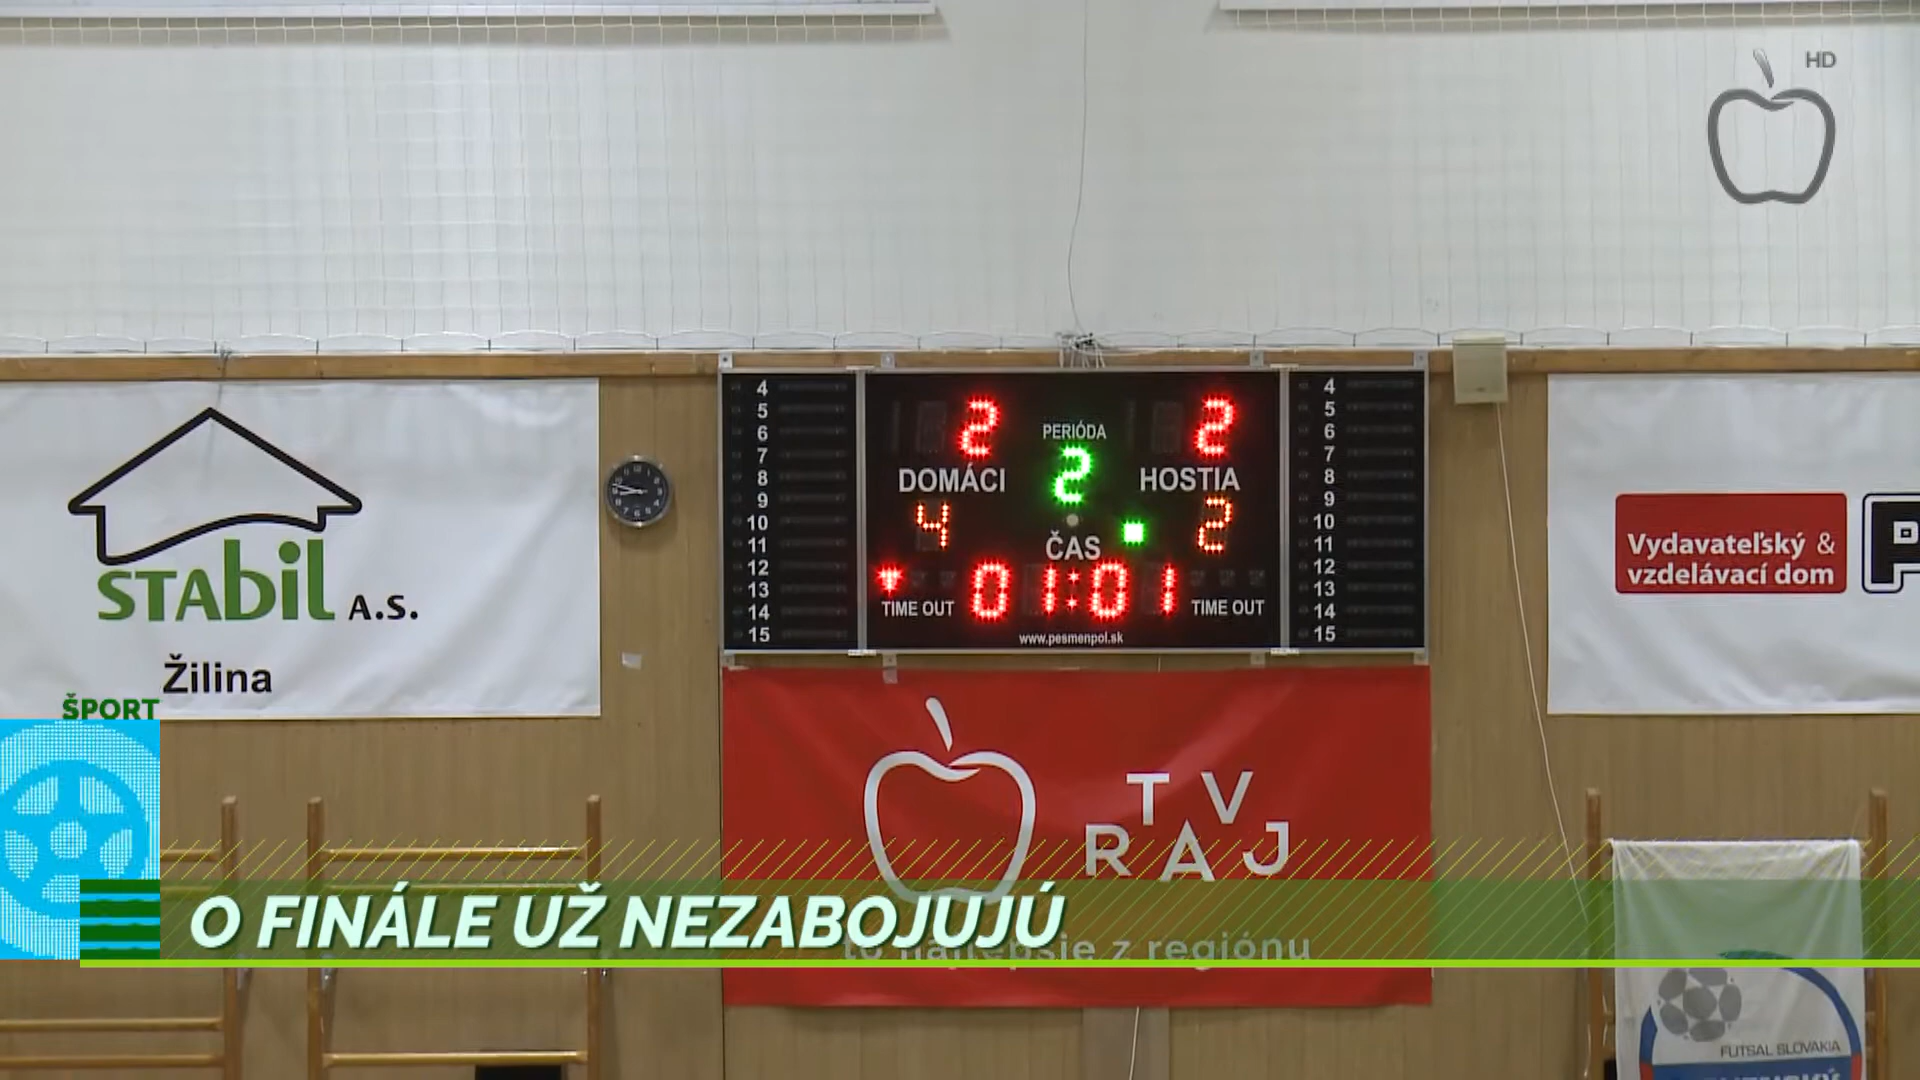 HD
4
5
6
7
8
9
10
11
12
13
14
15
2
PERIÓDA
2
2
DOMÁCI
HOSTIA
4
ČAS
2
01:01
TIME OUT
TIME OUT
www.pesmenpol.sk
4
5
6
7
8
9
10
11
12
13
14
15
STAbil A.S.
Žilina
Vydavateľský &
vzdelávací dom
P
ŠPORT
TV
RAJ
O FINÁLE UŽ NEZABOJUJÚ
to najlepšie z regiónu
FUTSAL SLOVAKIA